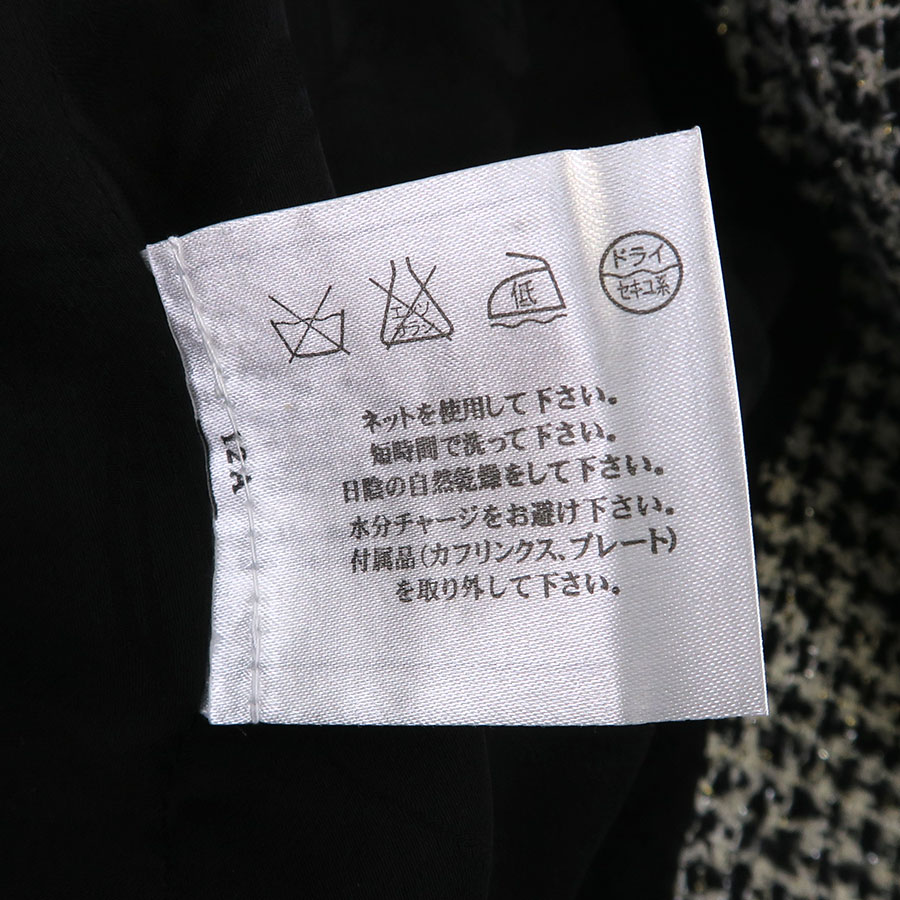 エンソ
サラシ
低
ドライ
セキユ系
ネットを使用して下さい。
短時間で洗って下さい。
日陰の自然乾燥をして下さい。
水分チャージをお避け下さい。
付属品(カフリンクス、プレート)
を取り外して下さい。
12A